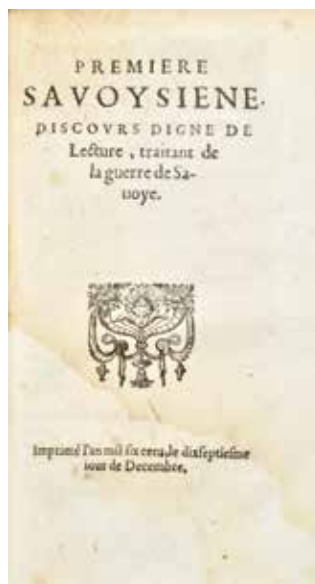 PREMIERE
SAVOYSIENE.
DISCOVRS DIGNE DE
Lecture, traitant de
la guerre de Sa-
uoye.
Imprimé l'an mil six cens, le dixseptiesme
iour de Decembre,